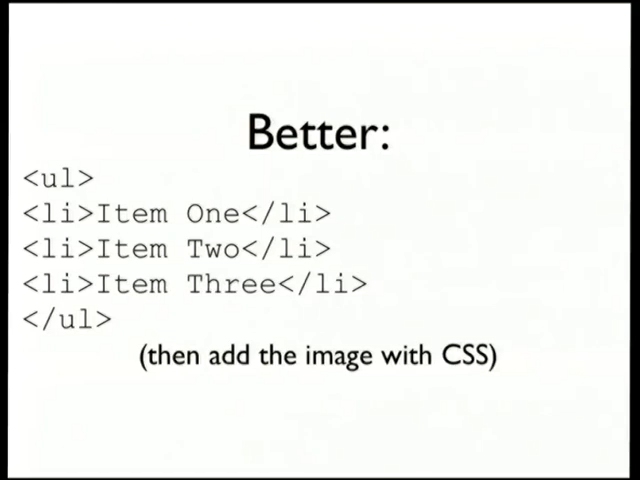 Better:
<ul>
<li>Item One</li>
<li>Item Two</li>
<li>Item Three</li>
</ul>
(then add the image with CSS)